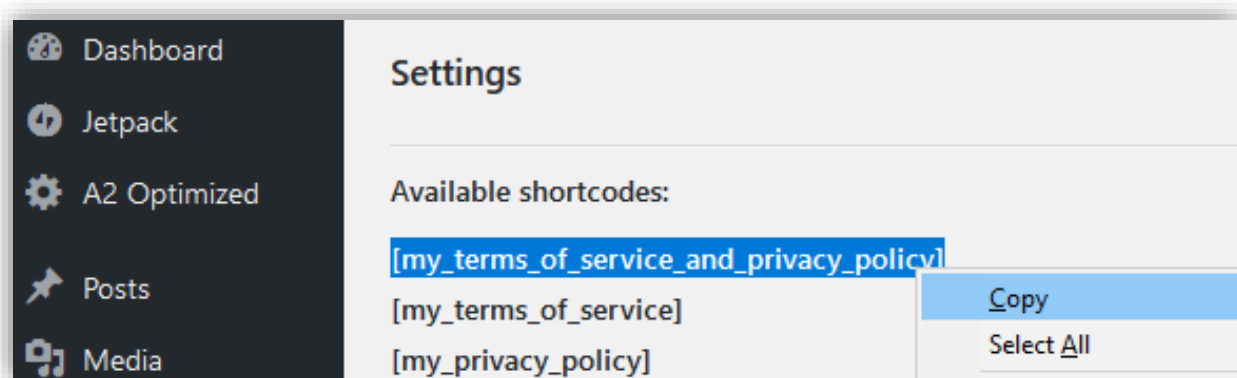 Dashboard
Jetpack
A2 Optimized
Posts
Media
Settings
Available shortcodes:
[my_terms_of_service_and_privacy_policy]
[my_terms_of_service]
[my_privacy_policy]
Copy
Select All